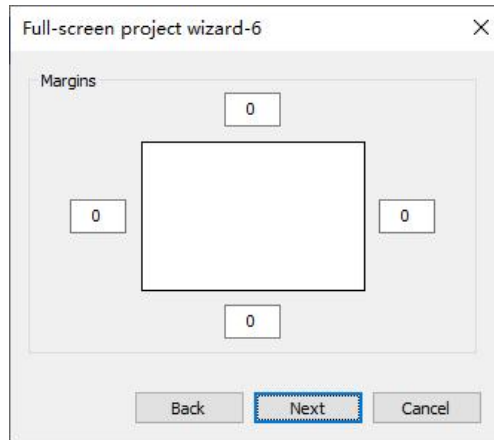 Full-screen project wizard-6
Margins
0
0 0
0
Back Next Cancel